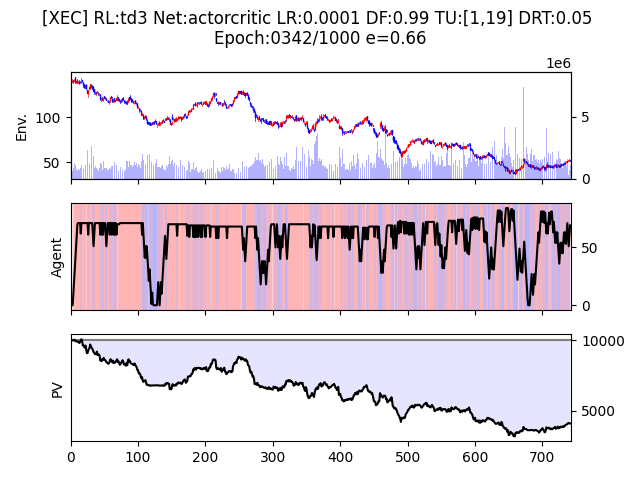 [XEC] RL:td3 Net:actorcritic LR:0.0001 DF:0.99 TU:[1,19] DRT:0.05
Epoch:0342/1000 e=0.66
1e6
Env.
100
50
5
0
Agent
50
0
PV
10000
5000
0 100 200 300 400 500 600 700